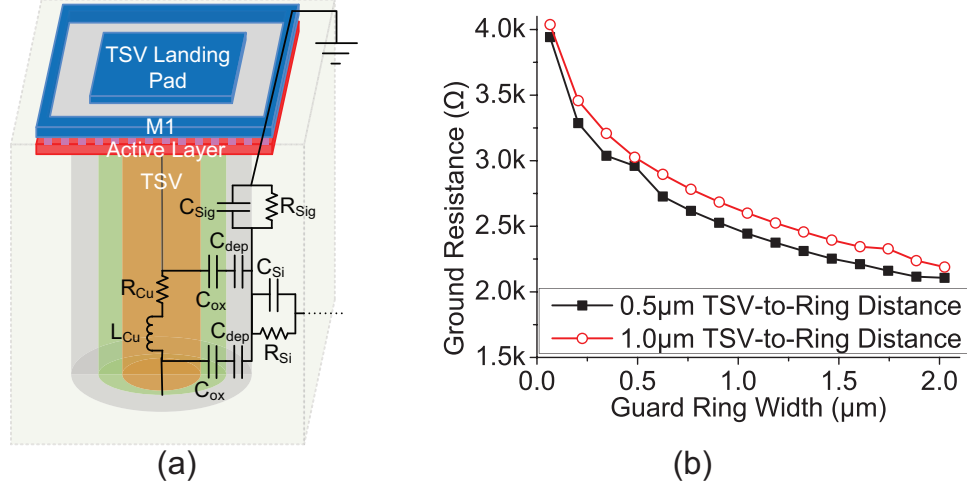 TSV Landing
Pad
M1
Active Layer
TSV
C_Sig
R_Sig
C_dep
C_Si
R_Cu
C_ox
L_Cu
C_dep
R_Si
C_ox
(a)
Ground Resistance (Ω)
4.0k
3.5k
3.0k
2.5k
2.0k
1.5k
0.5μm TSV-to-Ring Distance
1.0μm TSV-to-Ring Distance
0.0 0.5 1.0 1.5 2.0
Guard Ring Width (μm)
(b)